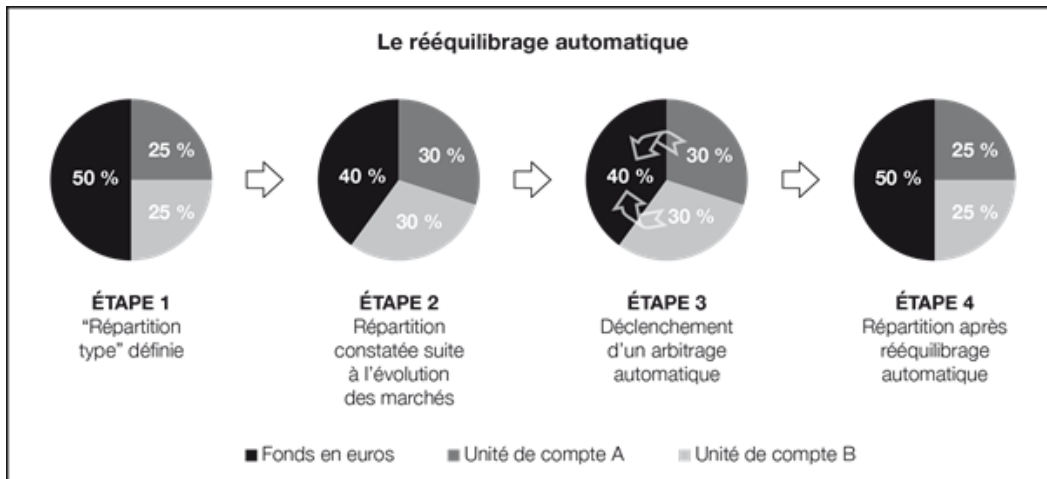 Le rééquilibrage automatique
50 %
25 %
25 %
40 %
30 %
30 %
40 %
30 %
30 %
50 %
25 %
25 %
ÉTAPE 1
“Répartition
type” définie
ÉTAPE 2
Répartition
constatée suite
à l’évolution
des marchés
ÉTAPE 3
Déclenchement
d’un arbitrage
automatique
ÉTAPE 4
Répartition après
rééquilibrage
automatique
Fonds en euros
Unité de compte A
Unité de compte B